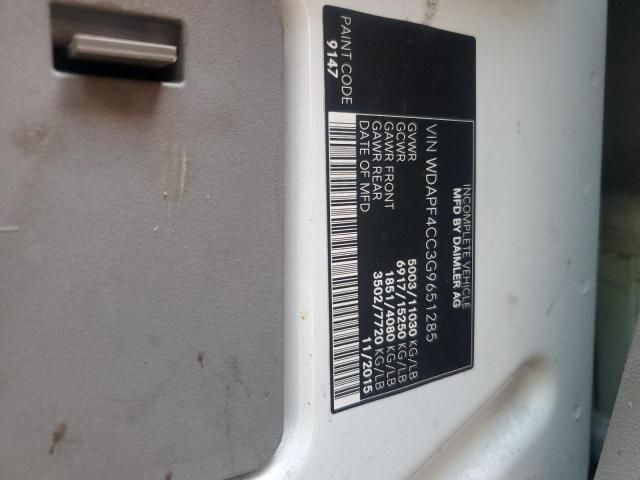 INCOMPLETE VEHICLE
MFD BY DAIMLER AG
VIN WDAPF4CC3G9651285
GVWR 5003/11030 KG/LB
GCWR 6917/15250 KG/LB
GAWR FRONT 1851/4080 KG/LB
GAWR REAR 3502/7720 KG/LB
DATE OF MFD 11/2015
PAINT CODE
9147